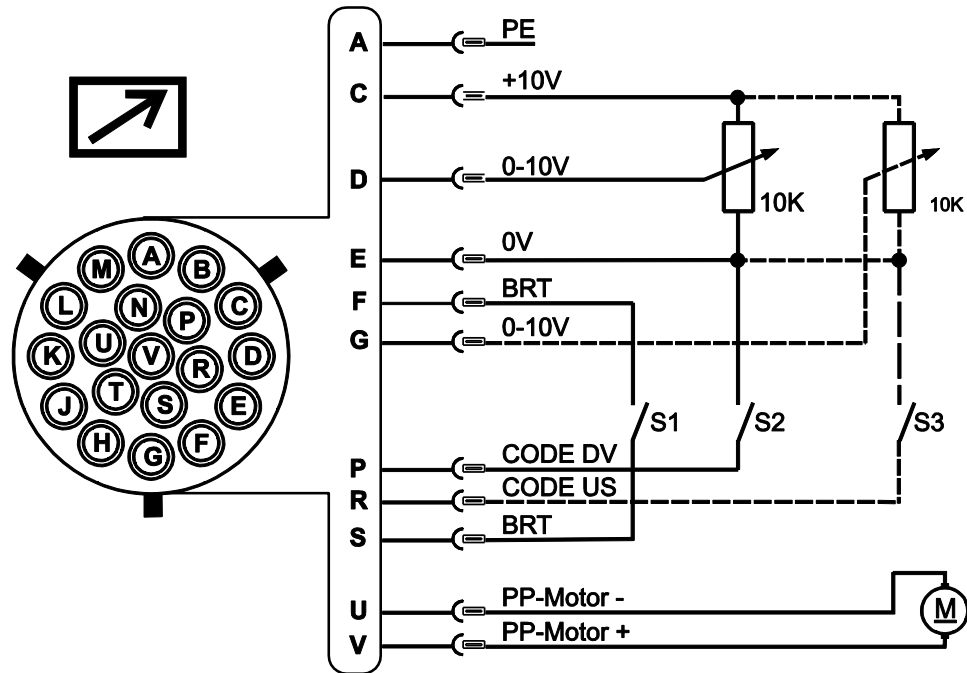 A PE
C +10V
D 0-10V
10K
10K
E 0V
F BRT
G 0-10V
S1
S2
S3
P CODE DV
R CODE US
S BRT
U PP-Motor -
V PP-Motor +
M
A
M
B
L
N
C
P
U
K
V
D
R
T
J
S
E
H
F
G